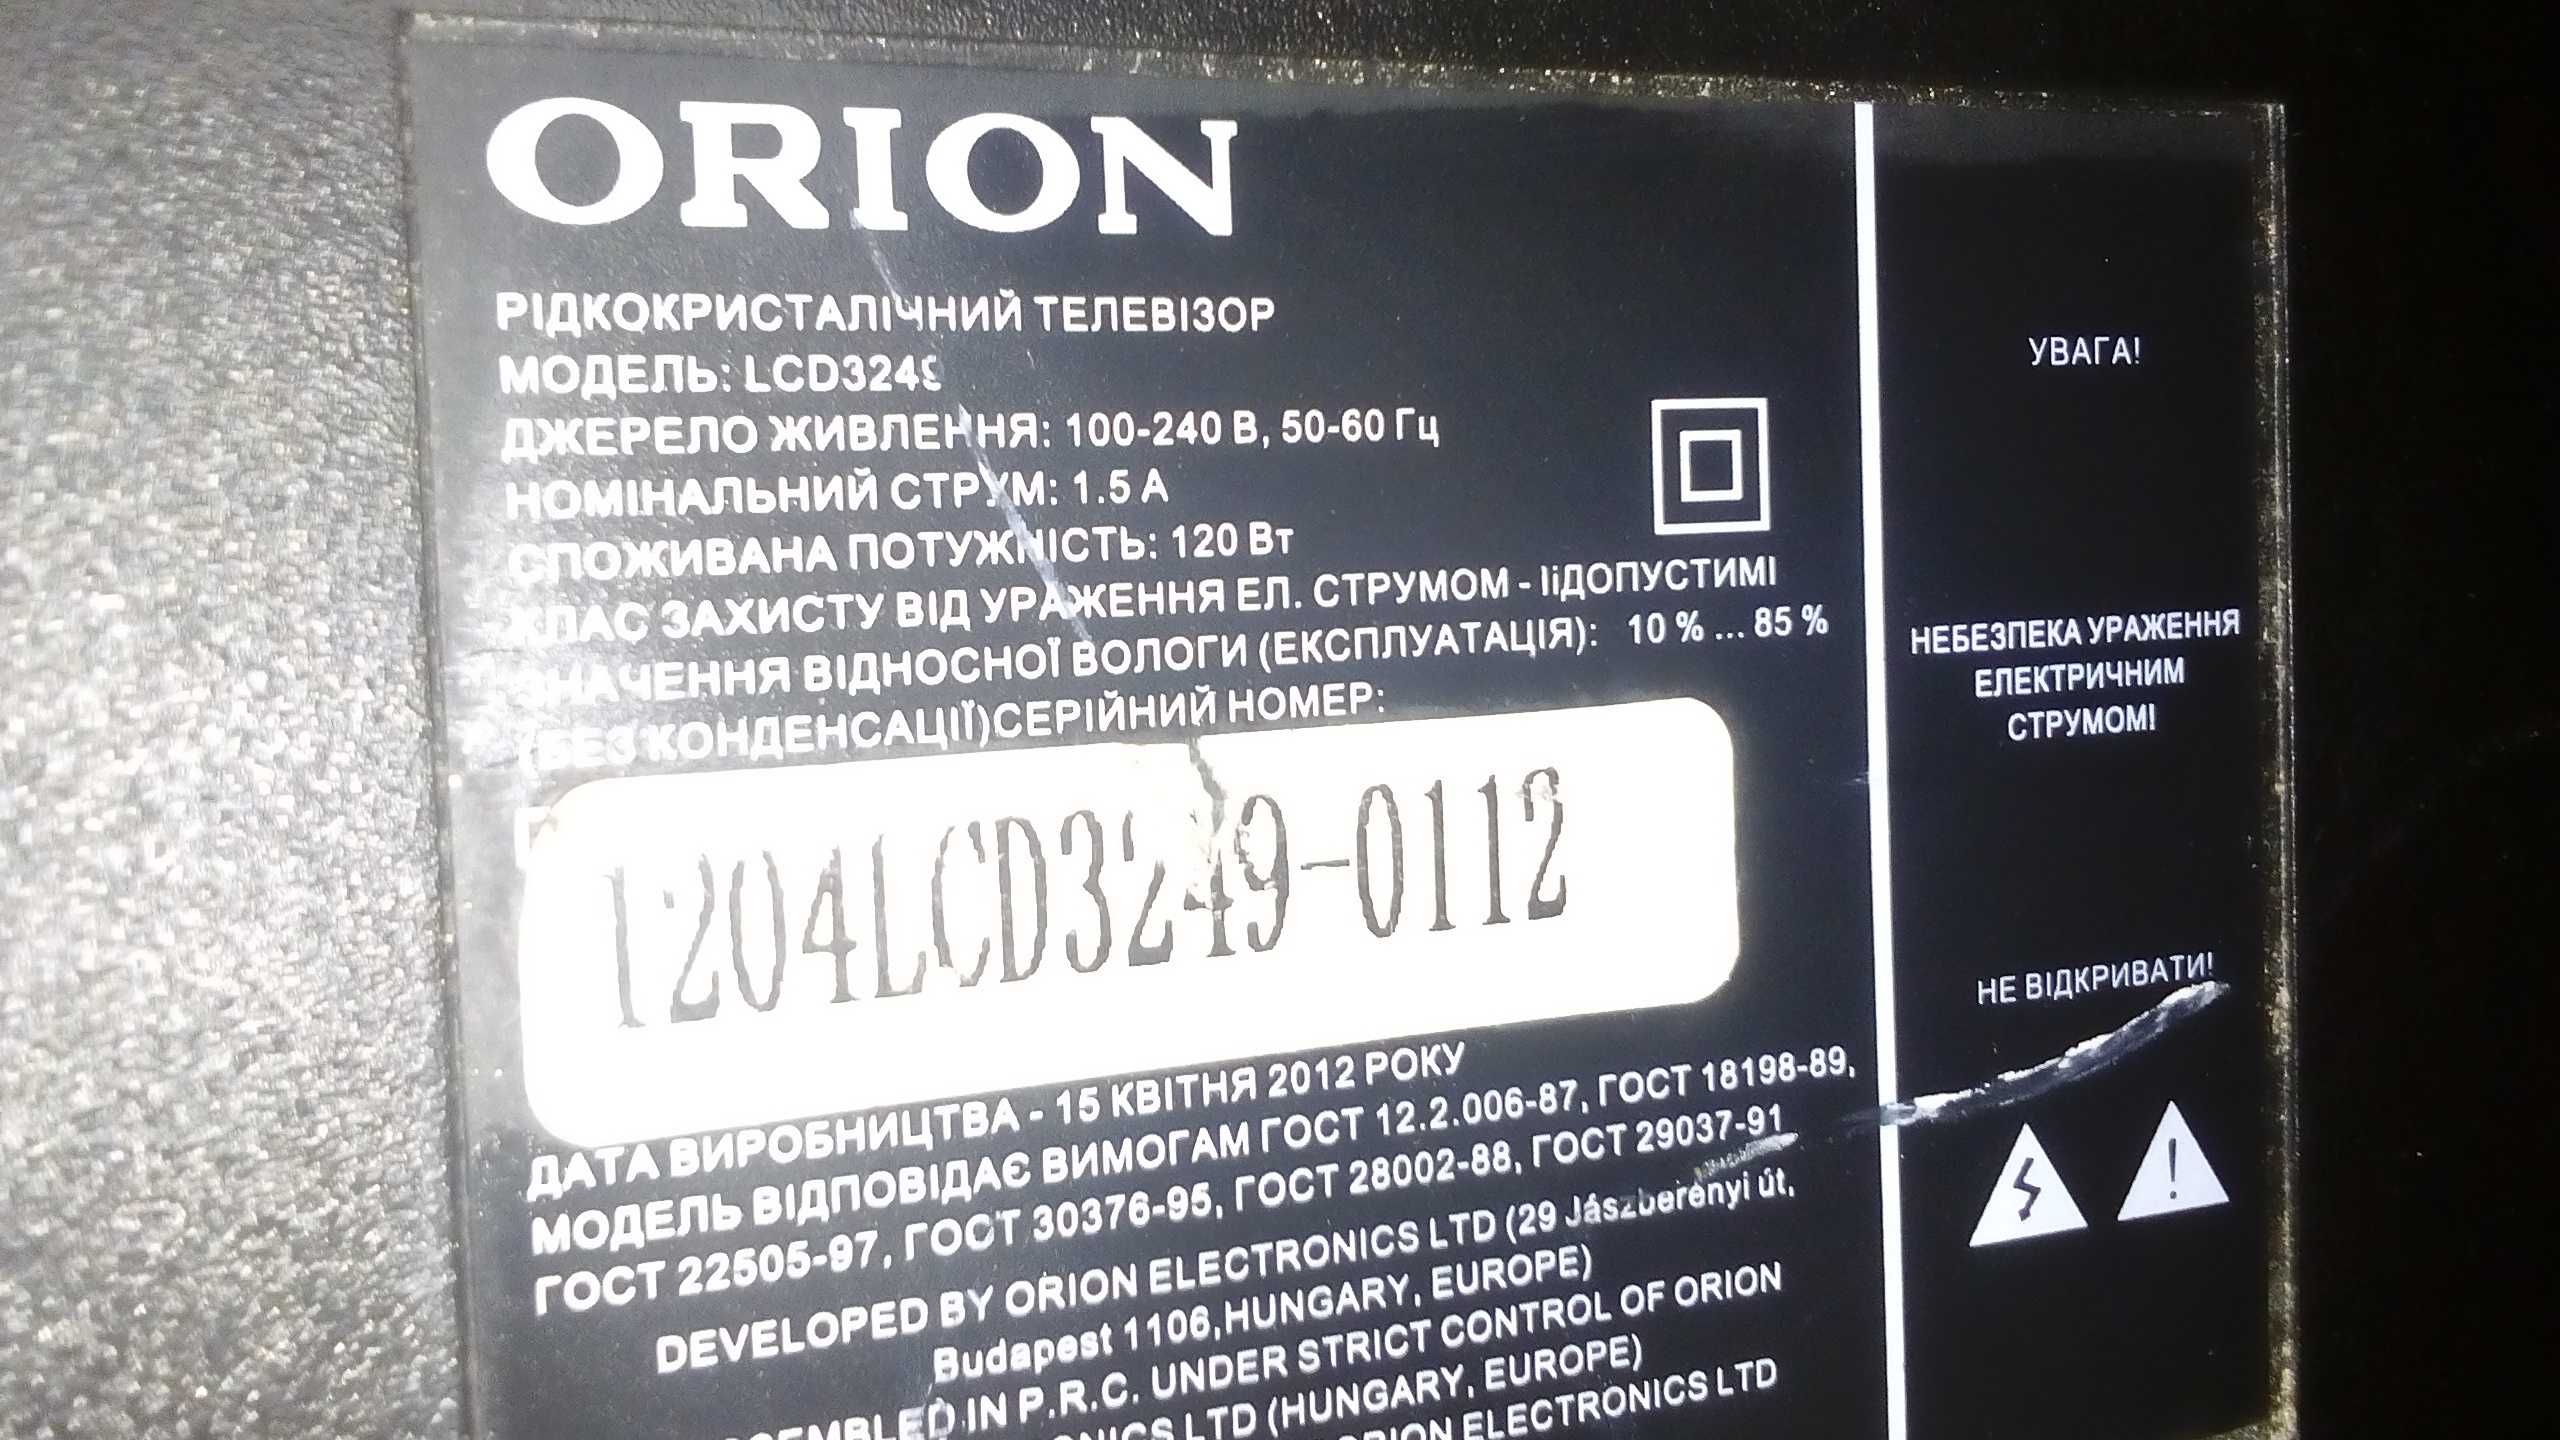 ORION
РІДКОКРИСТАЛІЧНИЙ ТЕЛЕВІЗОР
МОДЕЛЬ: LCD3249
ДЖЕРЕЛО ЖИВЛЕННЯ: 100-240 В, 50-60 Гц
НОМІНАЛЬНИЙ СТРУМ: 1.5 А
СПОЖИВАНА ПОТУЖНІСТЬ: 120 Вт
КЛАС ЗАХИСТУ ВІД УРАЖЕННЯ ЕЛ. СТРУМОМ - ІіДОПУСТИМІ
ЗНАЧЕННЯ ВІДНОСНОЇ ВОЛОГИ (ЕКСПЛУАТАЦІЯ): 10 % ... 85 %
(БЕЗ КОНДЕНСАЦІЇ)СЕРІЙНИЙ НОМЕР:
1204LCD3249-0112
ДАТА ВИРОБНИЦТВА - 15 КВІТНЯ 2012 РОКУ
МОДЕЛЬ ВІДПОВІДАЄ ВИМОГАМ ГОСТ 12.2.006-87, ГОСТ 18198-89,
ГОСТ 22505-97, ГОСТ 30376-95, ГОСТ 28002-88, ГОСТ 29037-91
DEVELOPED BY ORION ELECTRONICS LTD (29 Jászberényi út,
Budapest 1106,HUNGARY, EUROPE)
IN P.R.C. UNDER STRICT CONTROL OF ORION
LTD (HUNGARY, EUROPE)
ORION ELECTRONICS LTD
УВАГА!
НЕБЕЗПЕКА УРАЖЕННЯ
ЕЛЕКТРИЧНИМ
СТРУМОМ!
НЕ ВІДКРИВАТИ!